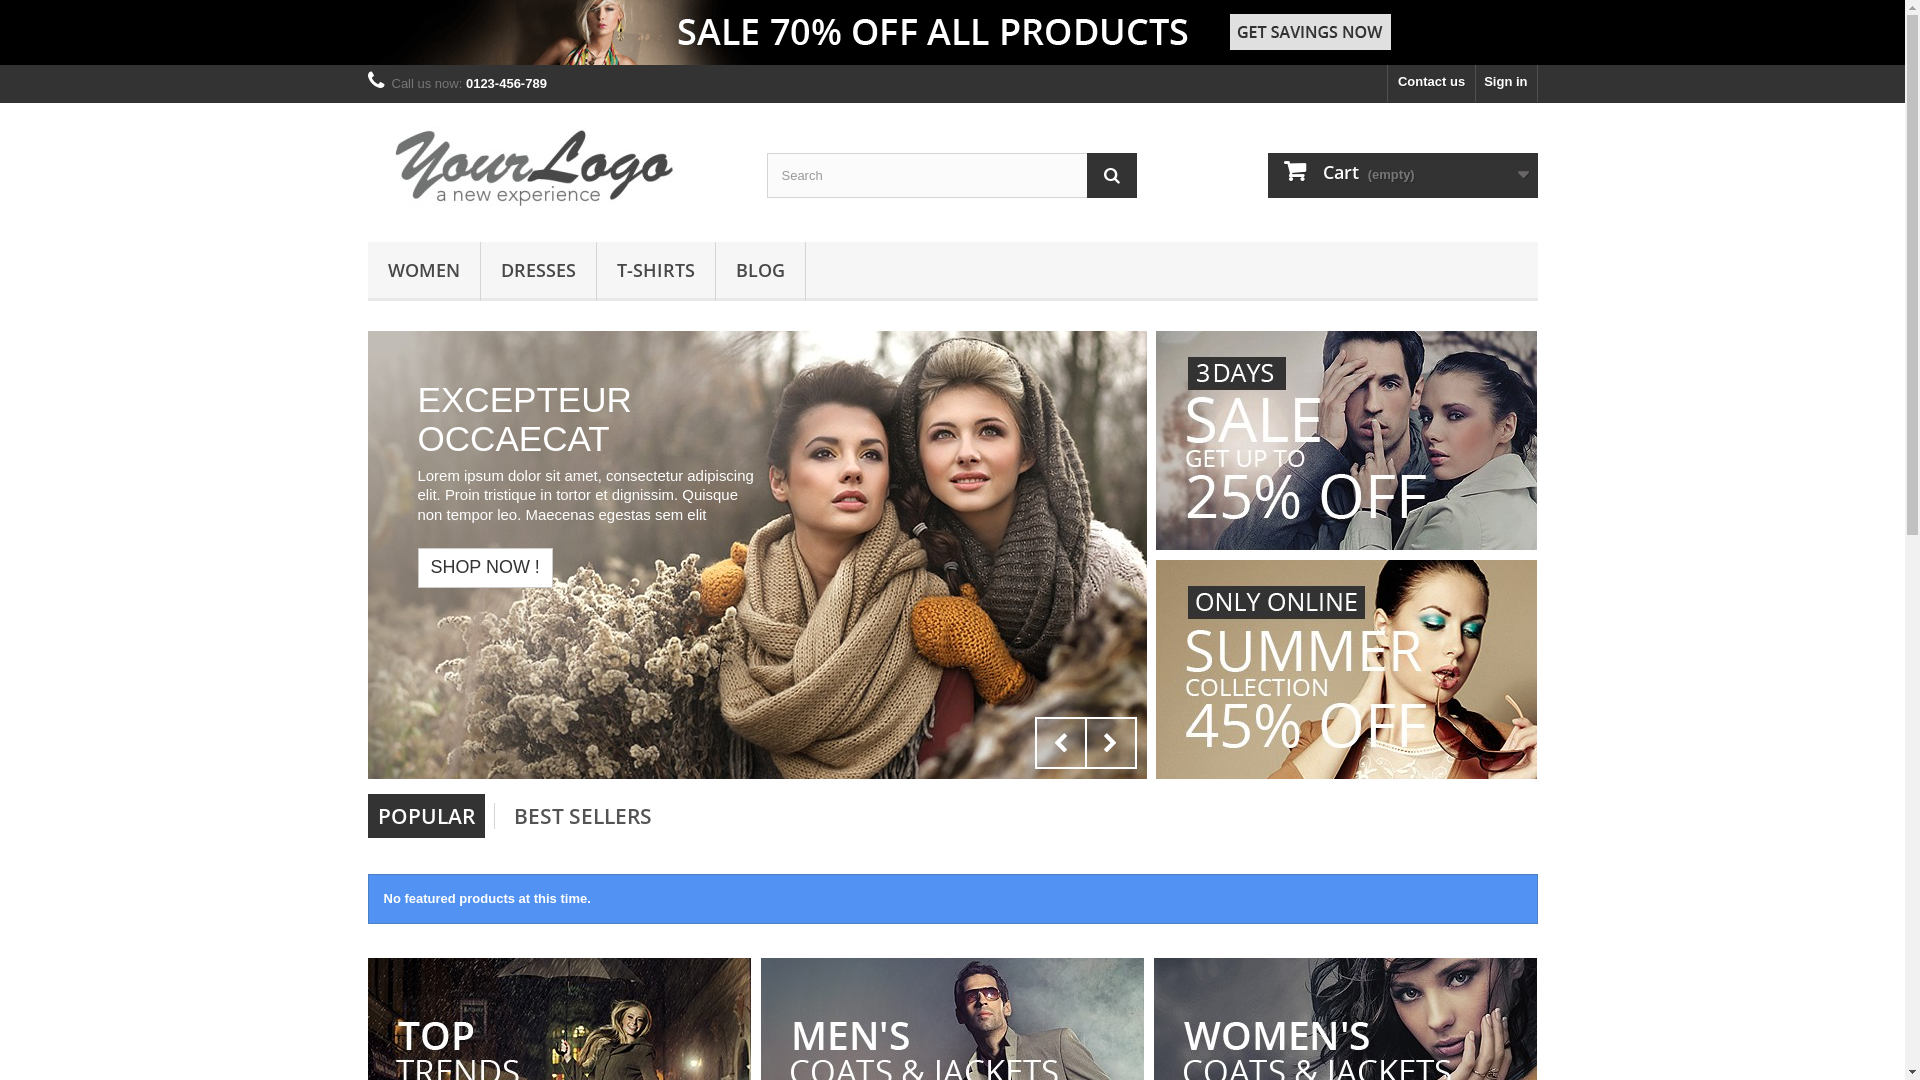 SALE 70% OFF ALL PRODUCTS
GET SAVINGS NOW
Call us now: 0123-456-789
Contact us
Sign in
YourLogo
a new experience
Search
Cart (empty)
WOMEN
DRESSES
T-SHIRTS
BLOG
EXCEPTEUR
OCCAECAT
Lorem ipsum dolor sit amet, consectetur adipiscing
elit. Proin tristique in tortor et dignissim. Quisque
non tempor leo. Maecenas egestas sem elit
SHOP NOW !
3 DAYS
SALE
GET UP TO
25% OFF
ONLY ONLINE
SUMMER
COLLECTION
45% OFF
POPULAR
BEST SELLERS
No featured products at this time.
TOP
TRENDS
MEN'S
COATS & JACKETS
WOMEN'S
COATS & JACKETS